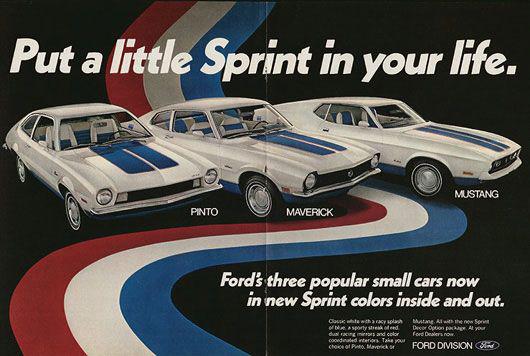 Put a little Sprint in your life.
PINTO
MAVERICK
MUSTANG
Ford's three popular small cars now
in new Sprint colors inside and out.
Classic white with a racy splash
of blue, a sporty streak of red,
dual racing mirrors and color
coordinated interiors. Take your
choice of Pinto, Maverick or
Mustang. All with the new Sprint
Decor Option package. At your
Ford Dealers now.
FORD DIVISION Ford